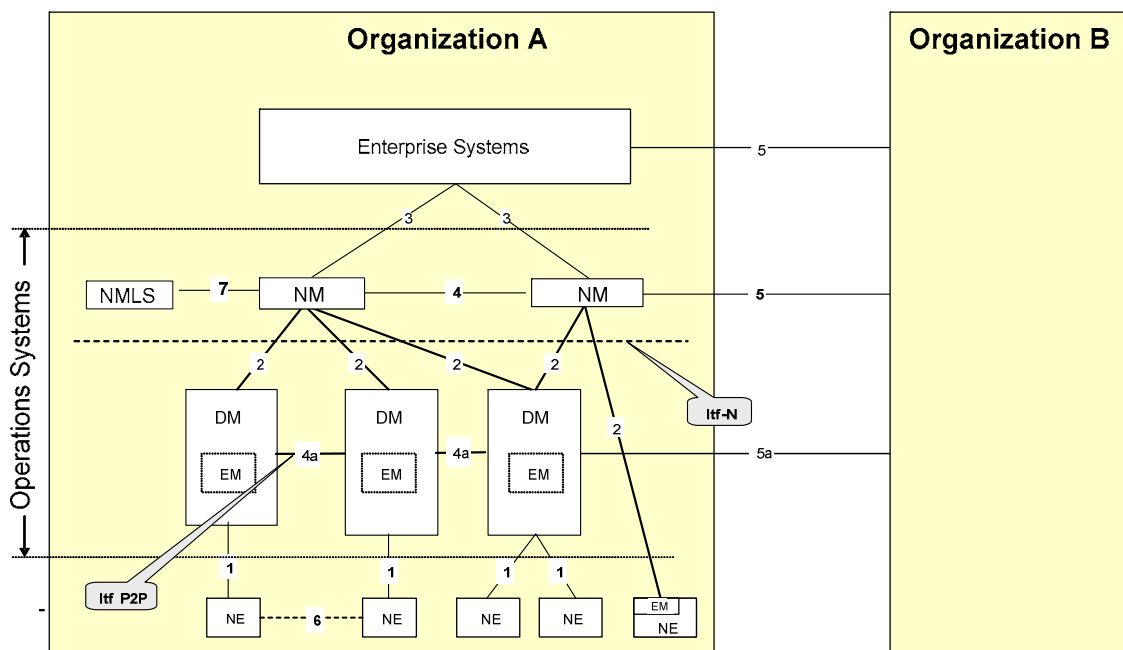 Organization A
Organization B
Enterprise Systems
5
3
3
Operations Systems
NMLS
7
NM
4
NM
5
2
2
2
2
Itf-N
DM
DM
DM
2
EM
4a
EM
4a
EM
5a
1
1
1
1
Itf P2P
NE
6
NE
NE
NE
EM
NE
-